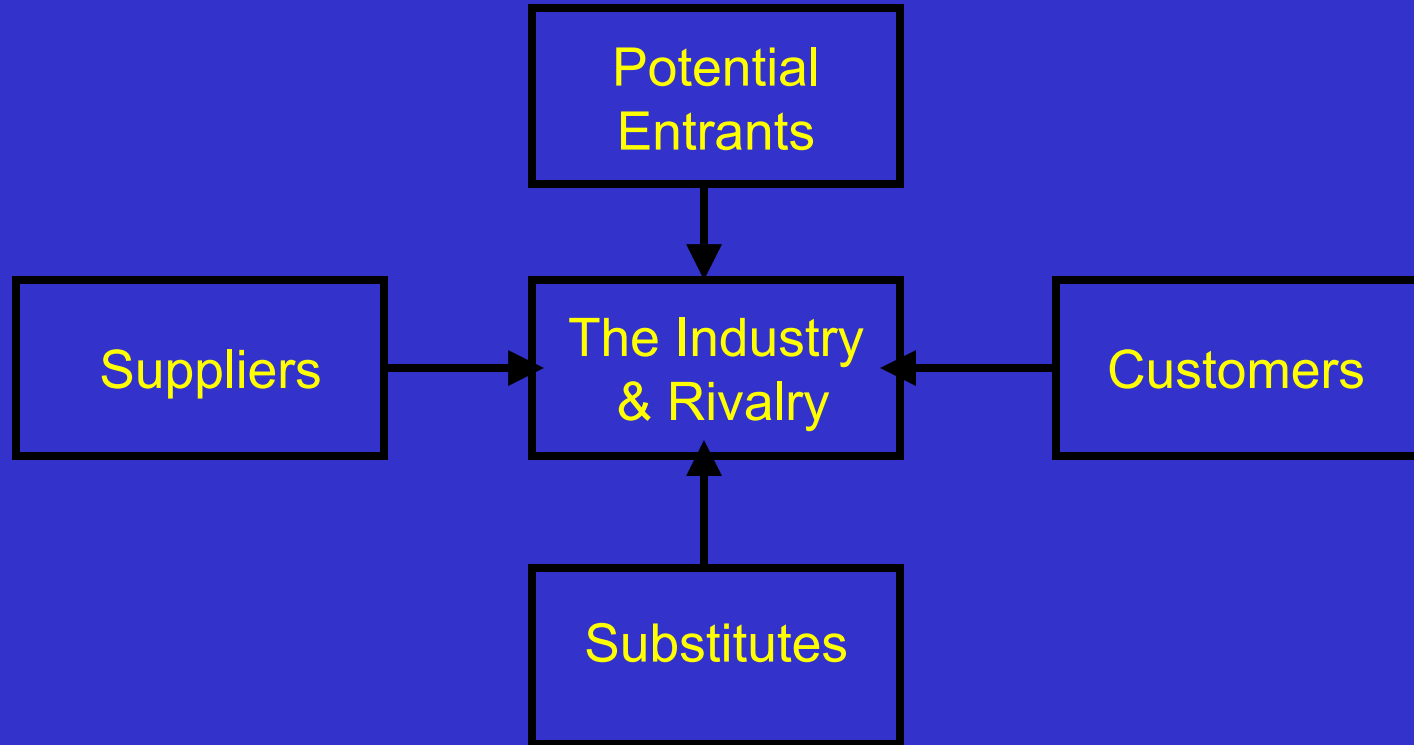 Potential
Entrants
Suppliers
The Industry
& Rivalry
Customers
Substitutes